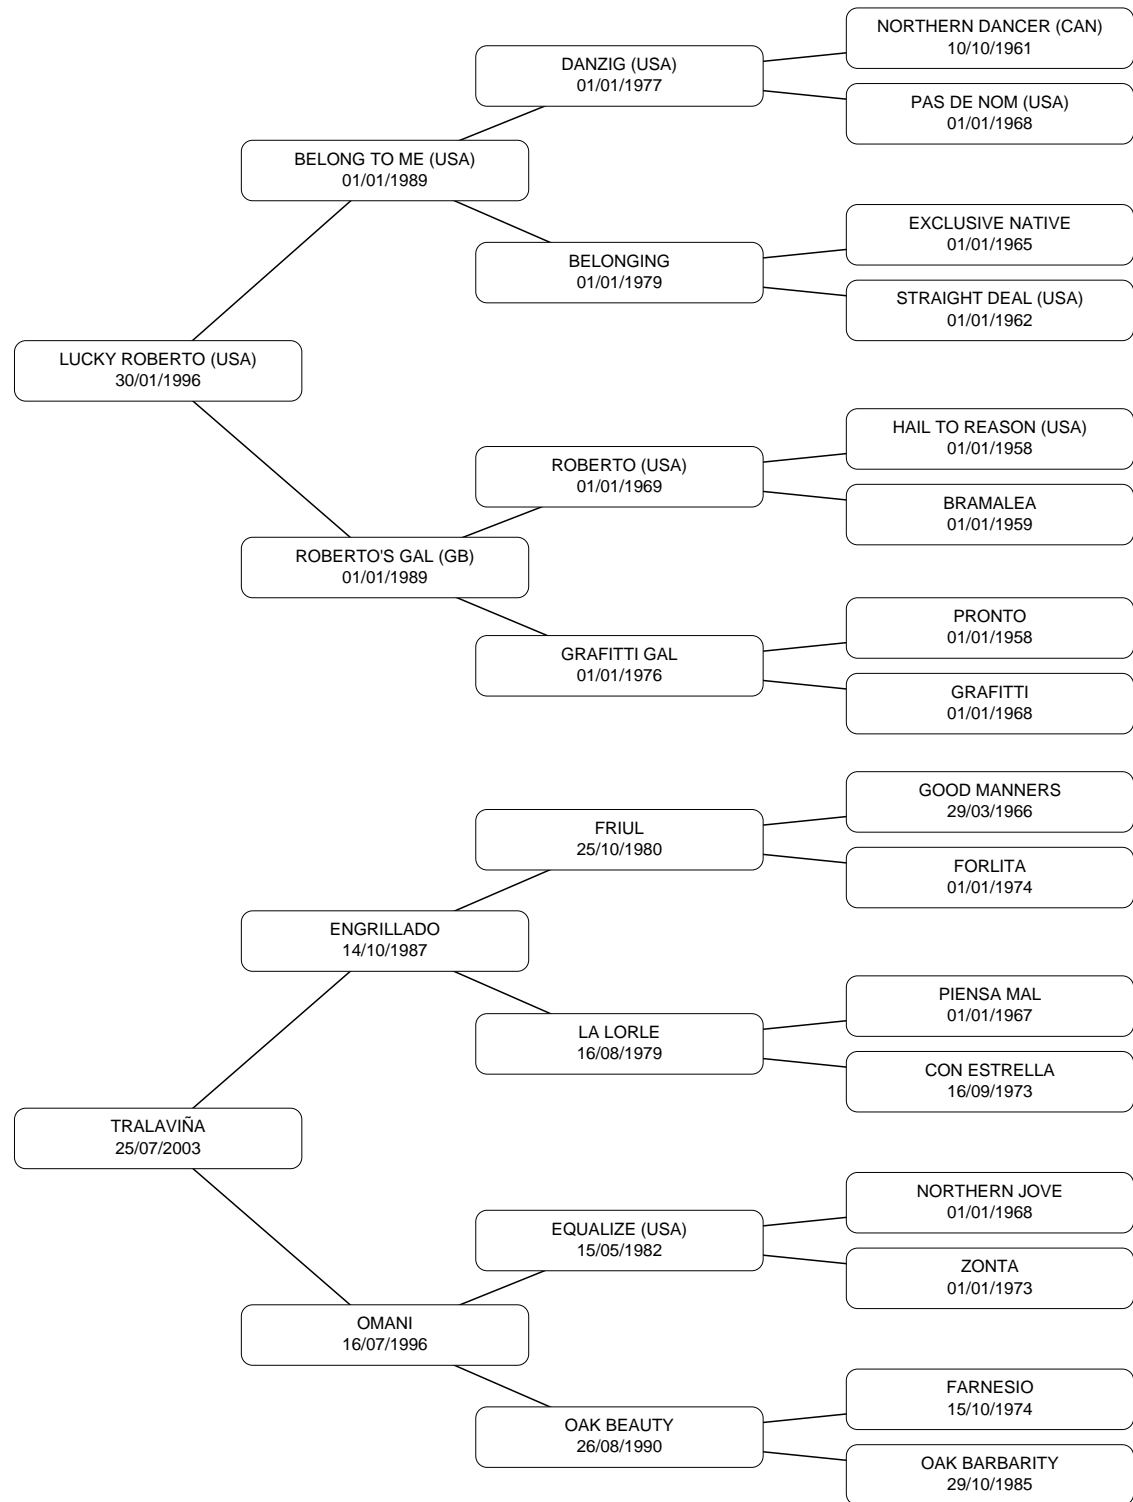 NORTHERN DANCER (CAN)
10/10/1961
DANZIG (USA)
01/01/1977
PAS DE NOM (USA)
01/01/1968
BELONG TO ME (USA)
01/01/1989
EXCLUSIVE NATIVE
01/01/1965
BELONGING
01/01/1979
STRAIGHT DEAL (USA)
01/01/1962
LUCKY ROBERTO (USA)
30/01/1996
HAIL TO REASON (USA)
01/01/1958
ROBERTO (USA)
01/01/1969
BRAMALEA
01/01/1959
ROBERTO'S GAL (GB)
01/01/1989
PRONTO
01/01/1958
GRAFITTI GAL
01/01/1976
GRAFITTI
01/01/1968
GOOD MANNERS
29/03/1966
FRIUL
25/10/1980
FORLITA
01/01/1974
ENGRILLADO
14/10/1987
PIENSA MAL
01/01/1967
LA LORLE
16/08/1979
CON ESTRELLA
16/09/1973
TRALAVIÑA
25/07/2003
NORTHERN JOVE
01/01/1968
EQUALIZE (USA)
15/05/1982
ZONTA
01/01/1973
OMANI
16/07/1996
FARNESIO
15/10/1974
OAK BEAUTY
26/08/1990
OAK BARBARITY
29/10/1985